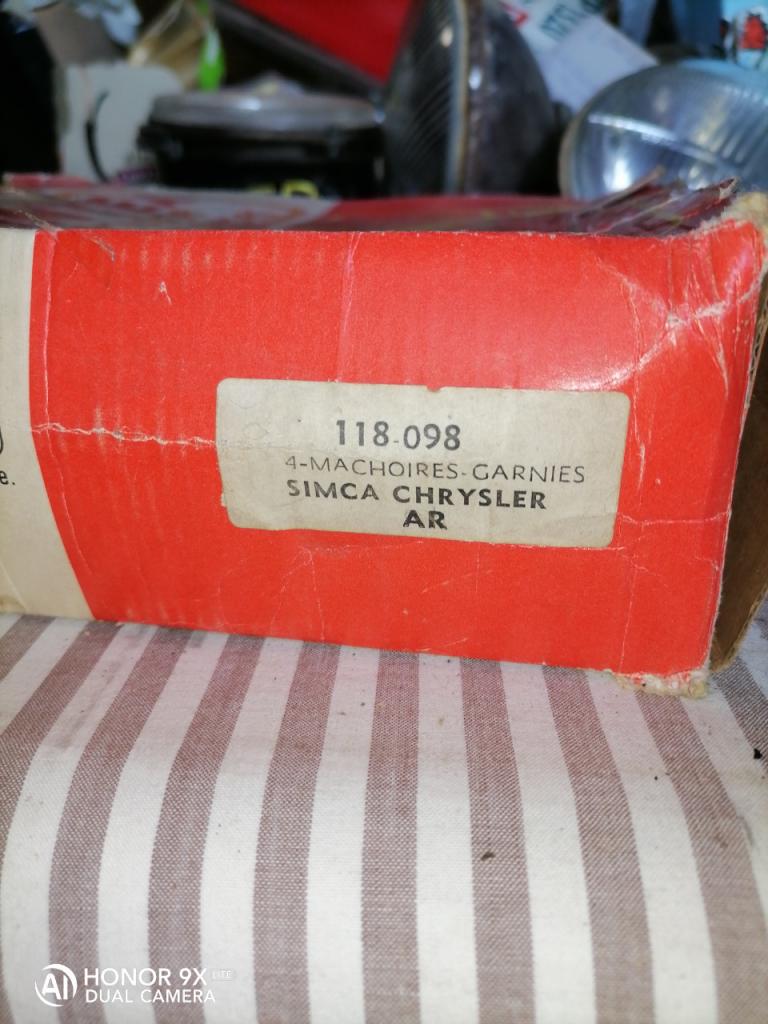 118-098
4-MACHOIRES-GARNIES
SIMCA CHRYSLER
AR
e.
HONOR 9X LITE
DUAL CAMERA